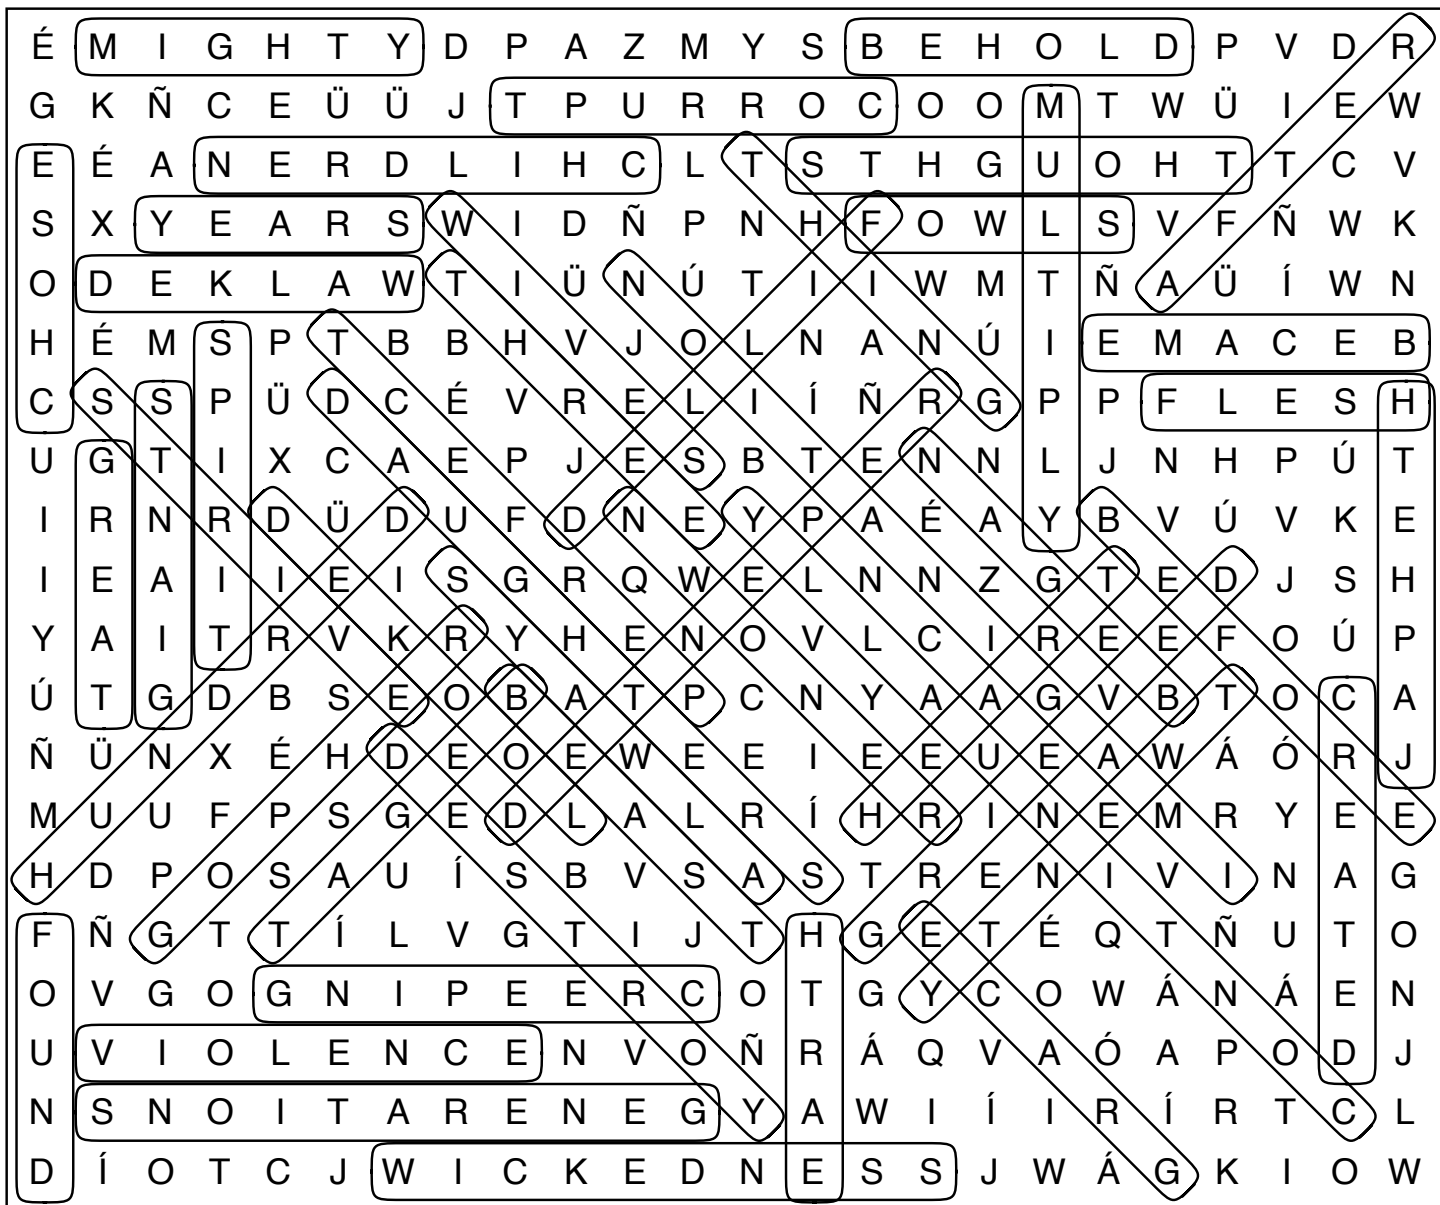 É M I G H T Y D P A Z M Y S B E H O L D P V D R
G K Ñ C E Ü Ü J T P U R R O C O O M T W Ü I E W
E É A N E R D L I H C L T S T H G U O H T T C V
S X Y E A R S W I D Ñ P N H F O W L S V F Ñ W K
O D E K L A W T I Ü N Ú T I I W M T Ñ A Ü Í W N
H É M S P T B B H V J O L N A N Ú I E M A C E B
C S S P Ü D C É V R E L I Í Ñ R G P P F L E S H
U G T I X C A E P J E S B T E N N L J N H P Ú T
I R N R D Ü D U F D N E Y P A É A Y B V Ú V K E
I E A I I E I S G R Q W E L N N Z G T E D J S H
Y A I T R V K R Y H E N O V L C I R E E F O Ú P
Ú T G D B S E O B A T P C N Y A A G V B T O C A
Ñ Ü N X É H D E O E W E E I E E U E A W Á Ó R J
M U U F P S G E D L A L R Í H R I N E M R Y E E
H D P O S A U Í S B V S A S T R E N I V I N A G
F Ñ G T T Í L V G T I J T H G E T É Q T Ñ U T O
O V G O G N I P E E R C O T G Y C O W Á N Á E N
U V I O L E N C E N V O Ñ R Á Q V A Ó A P O D J
N S N O I T A R E N E G Y A W I Í I R Í R T C L
D Í O T C J W I C K E D N E S S J W Á G K I O W